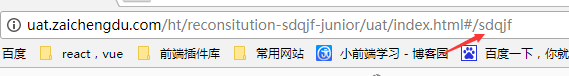 uat.zaichengdu.com/ht/reconsitution-sdqjf-junior/uat/index.html#/sdqjf
百度 react，vue 前端插件库 常用网站 小前端学习 - 博客园 百度一下，你就